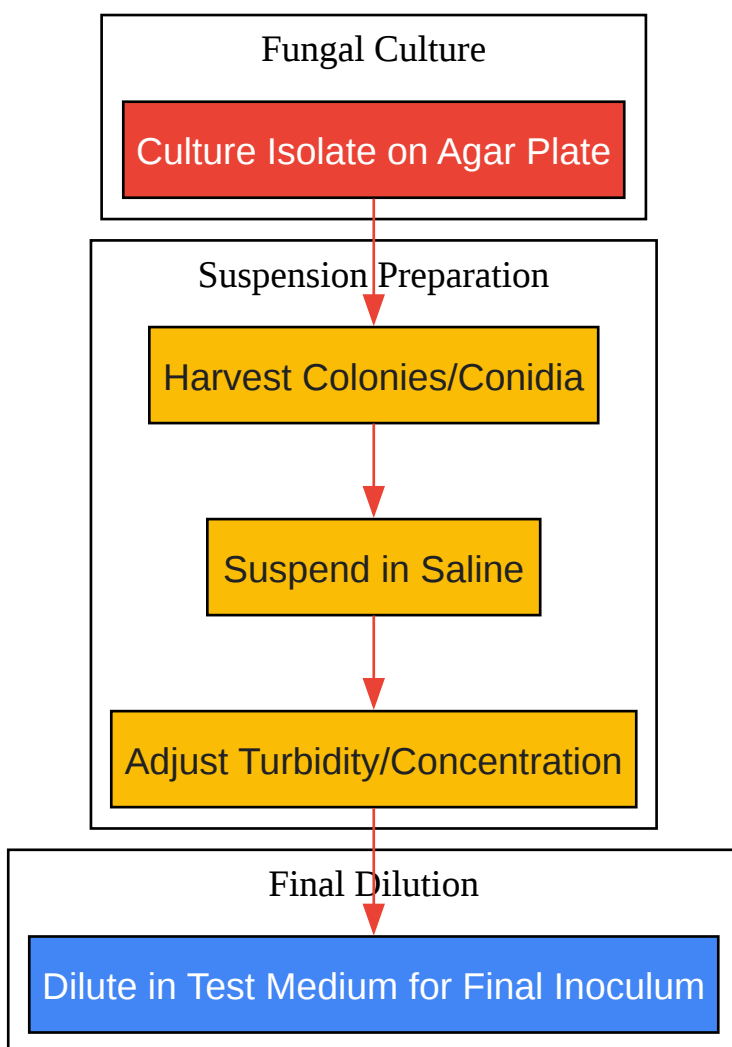 Fungal Culture
Culture Isolate on Agar Plate
Suspension Preparation
Harvest Colonies/Conidia
Suspend in Saline
Adjust Turbidity/Concentration
Final Dilution
Dilute in Test Medium for Final Inoculum